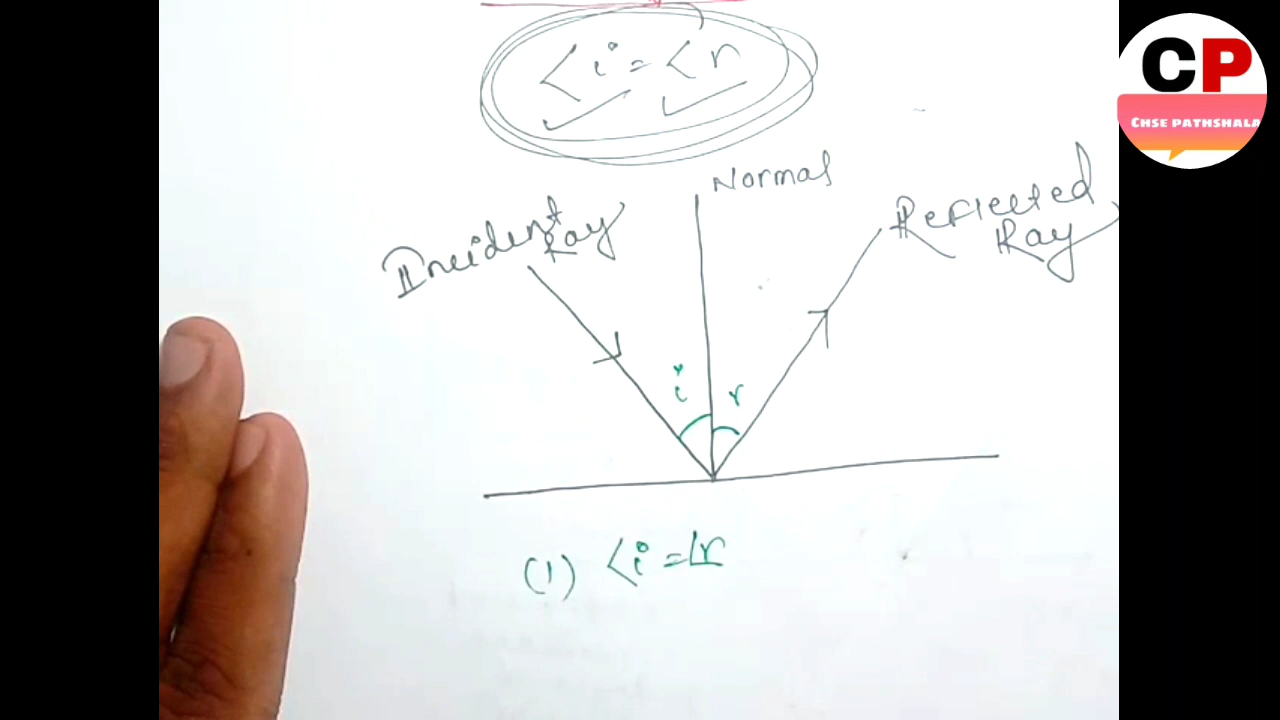 <i = <r
Normal
Incident
Ray
Reflected
Ray
i
r
(1) <i = ∠r
CP
CHSE PATHSHALA